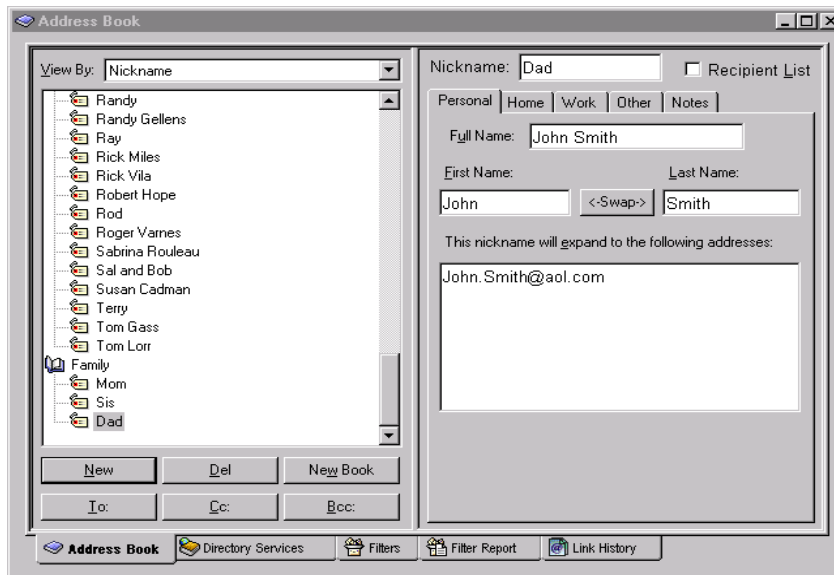 Address Book
View By: Nickname
Randy
Randy Gellens
Ray
Rick Miles
Rick Vila
Robert Hope
Rod
Roger Varnes
Sabrina Rouleau
Sal and Bob
Susan Cadman
Terry
Tom Gass
Tom Lorr
Family
Mom
Sis
Dad
New Del New Book
To: Cc: Bcc:
Nickname: Dad Recipient List
Personal Home Work Other Notes
Full Name: John Smith
First Name: Last Name:
John <-Swap-> Smith
This nickname will expand to the following addresses:
John.Smith@aol.com
Address Book Directory Services Filters Filter Report Link History